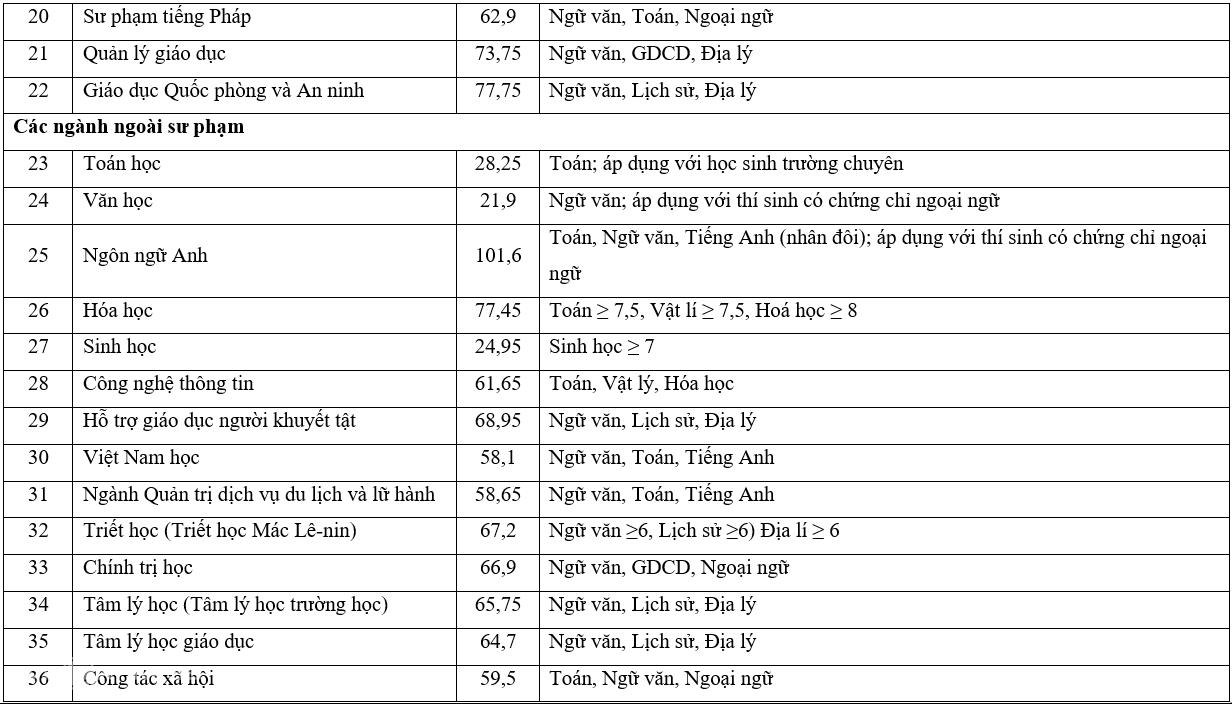 20 Sư phạm tiếng Pháp 62,9 Ngữ văn, Toán, Ngoại ngữ
21 Quản lý giáo dục 73,75 Ngữ văn, GDCD, Địa lý
22 Giáo dục Quốc phòng và An ninh 77,75 Ngữ văn, Lịch sử, Địa lý
Các ngành ngoài sư phạm
23 Toán học 28,25 Toán; áp dụng với học sinh trường chuyên
24 Văn học 21,9 Ngữ văn; áp dụng với thí sinh có chứng chỉ ngoại ngữ
25 Ngôn ngữ Anh 101,6 Toán, Ngữ văn, Tiếng Anh (nhân đôi); áp dụng với thí sinh có chứng chỉ ngoại
ngữ
26 Hóa học 77,45 Toán ≥ 7,5, Vật lí ≥ 7,5, Hoá học ≥ 8
27 Sinh học 24,95 Sinh học ≥ 7
28 Công nghệ thông tin 61,65 Toán, Vật lý, Hóa học
29 Hỗ trợ giáo dục người khuyết tật 68,95 Ngữ văn, Lịch sử, Địa lý
30 Việt Nam học 58,1 Ngữ văn, Toán, Tiếng Anh
31 Ngành Quản trị dịch vụ du lịch và lữ hành 58,65 Ngữ văn, Toán, Tiếng Anh
32 Triết học (Triết học Mác Lê-nin) 67,2 Ngữ văn ≥6, Lịch sử ≥6) Địa lí ≥ 6
33 Chính trị học 66,9 Ngữ văn, GDCD, Ngoại ngữ
34 Tâm lý học (Tâm lý học trường học) 65,75 Ngữ văn, Lịch sử, Địa lý
35 Tâm lý học giáo dục 64,7 Ngữ văn, Lịch sử, Địa lý
36 Công tác xã hội 59,5 Toán, Ngữ văn, Ngoại ngữ